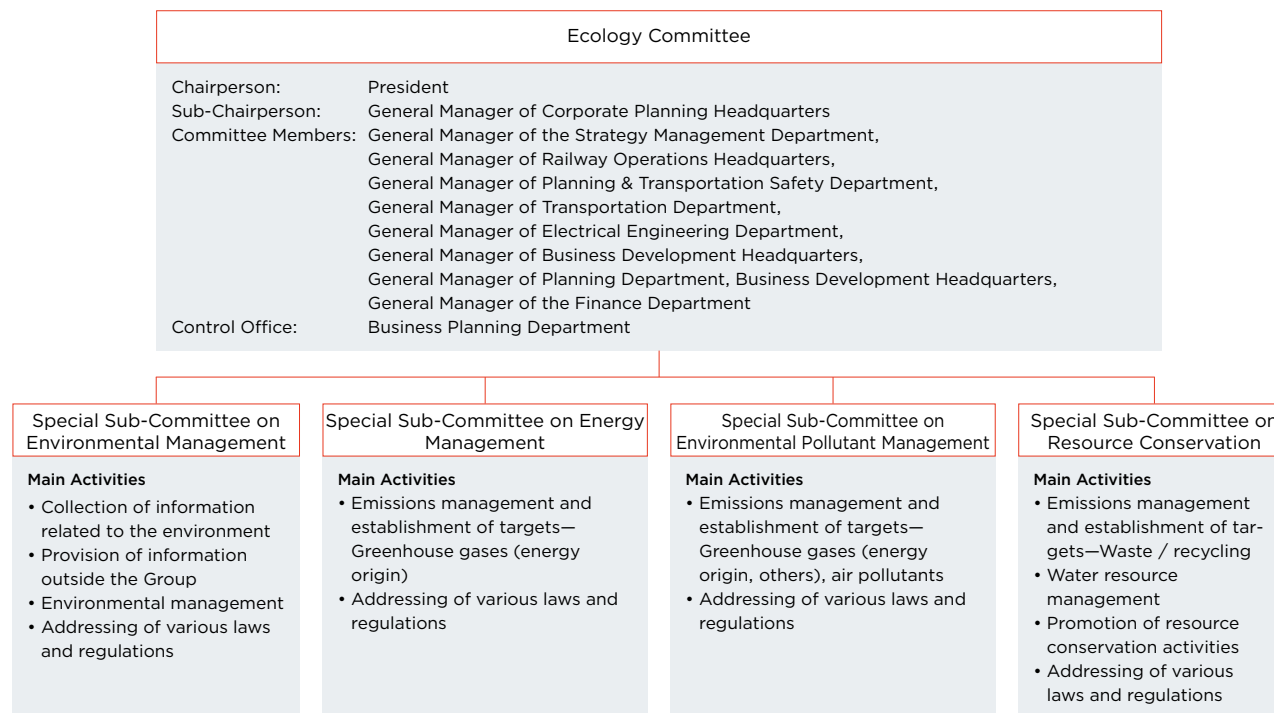 Ecology Committee
Chairperson: President
Sub-Chairperson: General Manager of Corporate Planning Headquarters
Committee Members: General Manager of the Strategy Management Department,
General Manager of Railway Operations Headquarters,
General Manager of Planning & Transportation Safety Department,
General Manager of Transportation Department,
General Manager of Electrical Engineering Department,
General Manager of Business Development Headquarters,
General Manager of Planning Department, Business Development Headquarters,
General Manager of the Finance Department
Control Office: Business Planning Department
Special Sub-Committee on
Environmental Management
Main Activities
• Collection of information
related to the environment
• Provision of information
outside the Group
• Environmental management
• Addressing of various laws
and regulations
Special Sub-Committee on Energy
Management
Main Activities
• Emissions management and
establishment of targets—
Greenhouse gases (energy
origin)
• Addressing of various laws and
regulations
Special Sub-Committee on
Environmental Pollutant Management
Main Activities
• Emissions management and
establishment of targets—
Greenhouse gases (energy
origin, others), air pollutants
• Addressing of various laws and
regulations
Special Sub-Committee on
Resource Conservation
Main Activities
• Emissions management
and establishment of tar-
gets—Waste / recycling
• Water resource
management
• Promotion of resource
conservation activities
• Addressing of various
laws and regulations